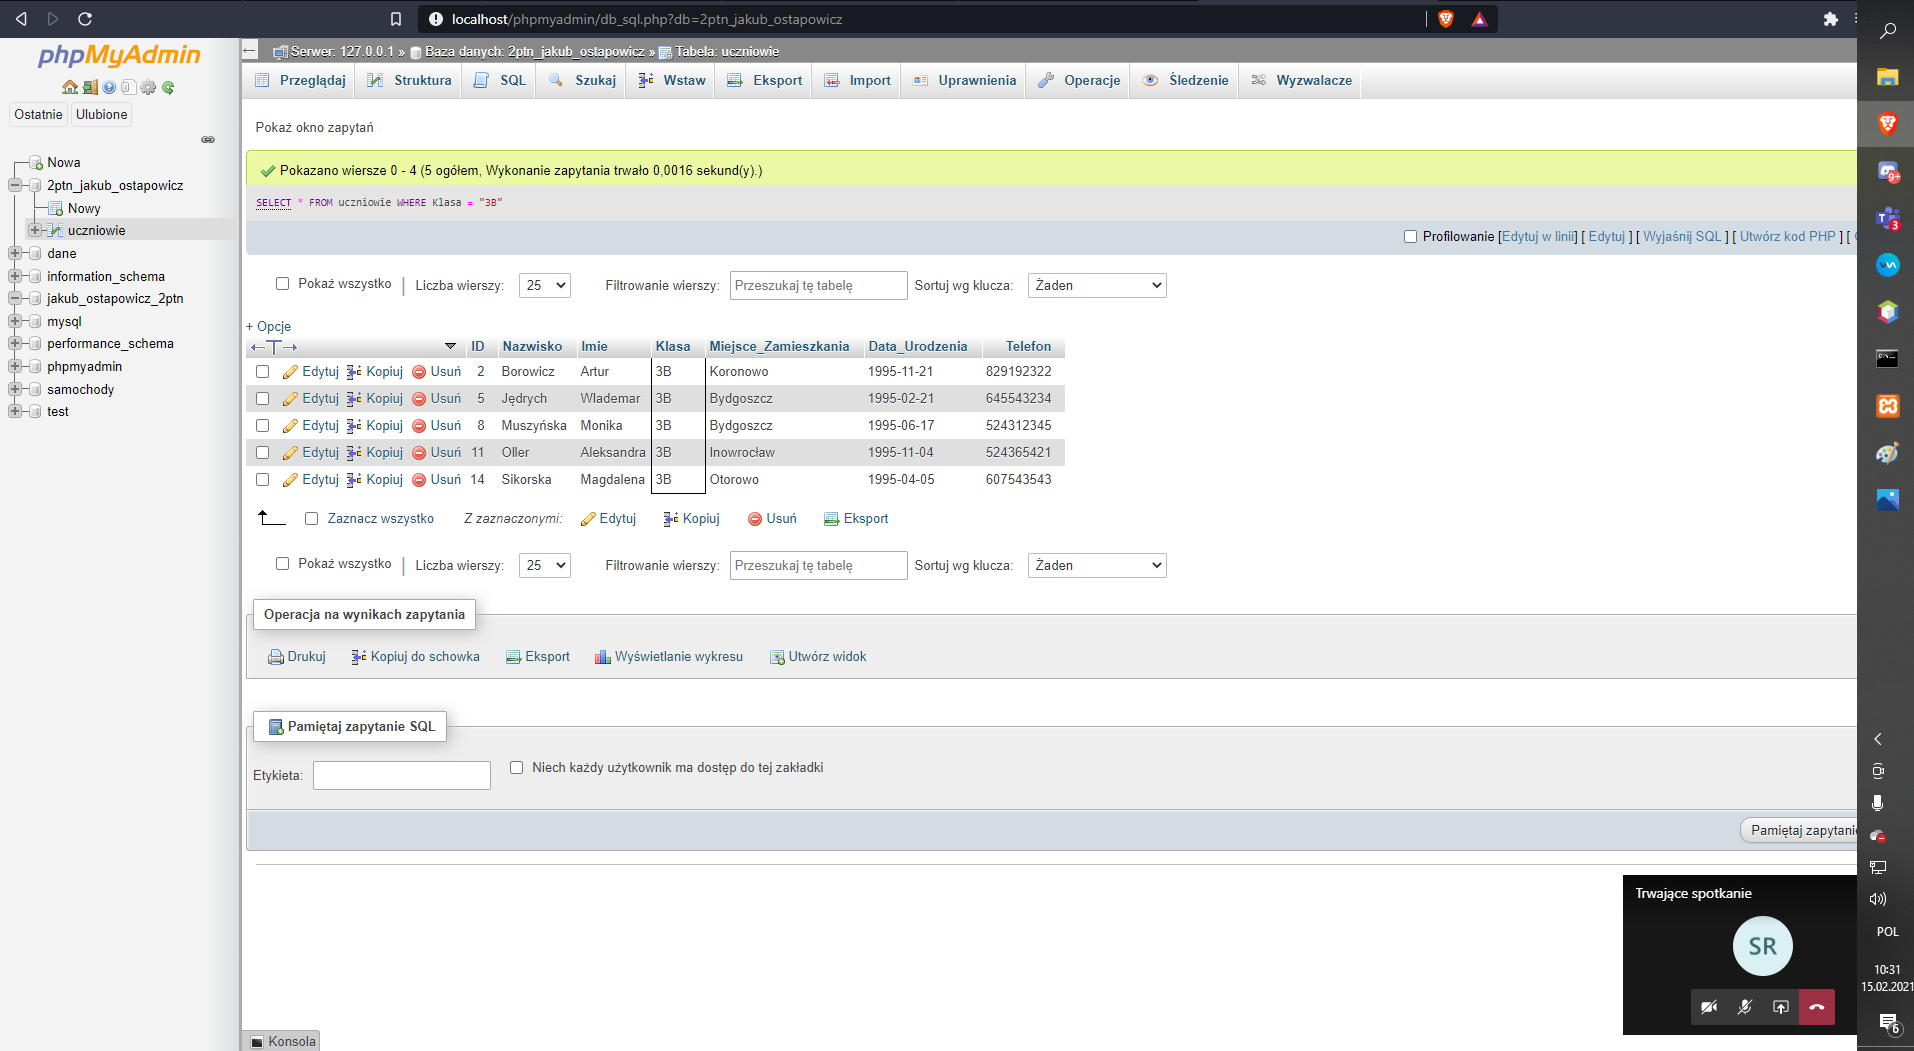 localhost/phpmyadmin/db_sql.php?db=2ptn_jakub_ostapowicz
phpMyAdmin
Ostatnie Ulubione
Nowa
2ptn_jakub_ostapowicz
Nowy
uczniowie
dane
information_schema
jakub_ostapowicz_2ptn
mysql
performance_schema
phpmyadmin
samochody
test
Serwer: 127.0.0.1 » Baza danych: 2ptn_jakub_ostapowicz » Tabela: uczniowie
Przeglądaj Struktura SQL Szukaj Wstaw Eksport Import Uprawnienia Operacje Śledzenie Wyzwalacze
Pokaż okno zapytań
Pokazano wiersze 0 - 4 (5 ogółem, Wykonanie zapytania trwało 0,0016 sekund(y).)
SELECT * FROM uczniowie WHERE Klasa = "3B"
Profilowanie [Edytuj w linii] [ Edytuj ] [ Wyjaśnij SQL ] [ Utwórz kod PHP ] [
Pokaż wszystko | Liczba wierszy: 25 Filtrowanie wierszy: Przeszukaj tę tabelę Sortuj wg klucza: Żaden
+ Opcje
←T→ ID Nazwisko Imie Klasa Miejsce_Zamieszkania Data_Urodzenia Telefon
Edytuj Kopiuj Usuń 2 Borowicz Artur 3B Koronowo 1995-11-21 829192322
Edytuj Kopiuj Usuń 5 Jędrych Wlademar 3B Bydgoszcz 1995-02-21 645543234
Edytuj Kopiuj Usuń 8 Muszyńska Monika 3B Bydgoszcz 1995-06-17 524312345
Edytuj Kopiuj Usuń 11 Oller Aleksandra 3B Inowrocław 1995-11-04 524365421
Edytuj Kopiuj Usuń 14 Sikorska Magdalena 3B Otorowo 1995-04-05 607543543
Zaznacz wszystko Z zaznaczonymi: Edytuj Kopiuj Usuń Eksport
Pokaż wszystko | Liczba wierszy: 25 Filtrowanie wierszy: Przeszukaj tę tabelę Sortuj wg klucza: Żaden
Operacja na wynikach zapytania
Drukuj Kopiuj do schowka Eksport Wyświetlanie wykresu Utwórz widok
Pamiętaj zapytanie SQL
Etykieta: Niech każdy użytkownik ma dostęp do tej zakładki
Pamiętaj zapytanie
Konsola
Trwające spotkanie
SR
9+
3
POL
10:31
15.02.2021
6